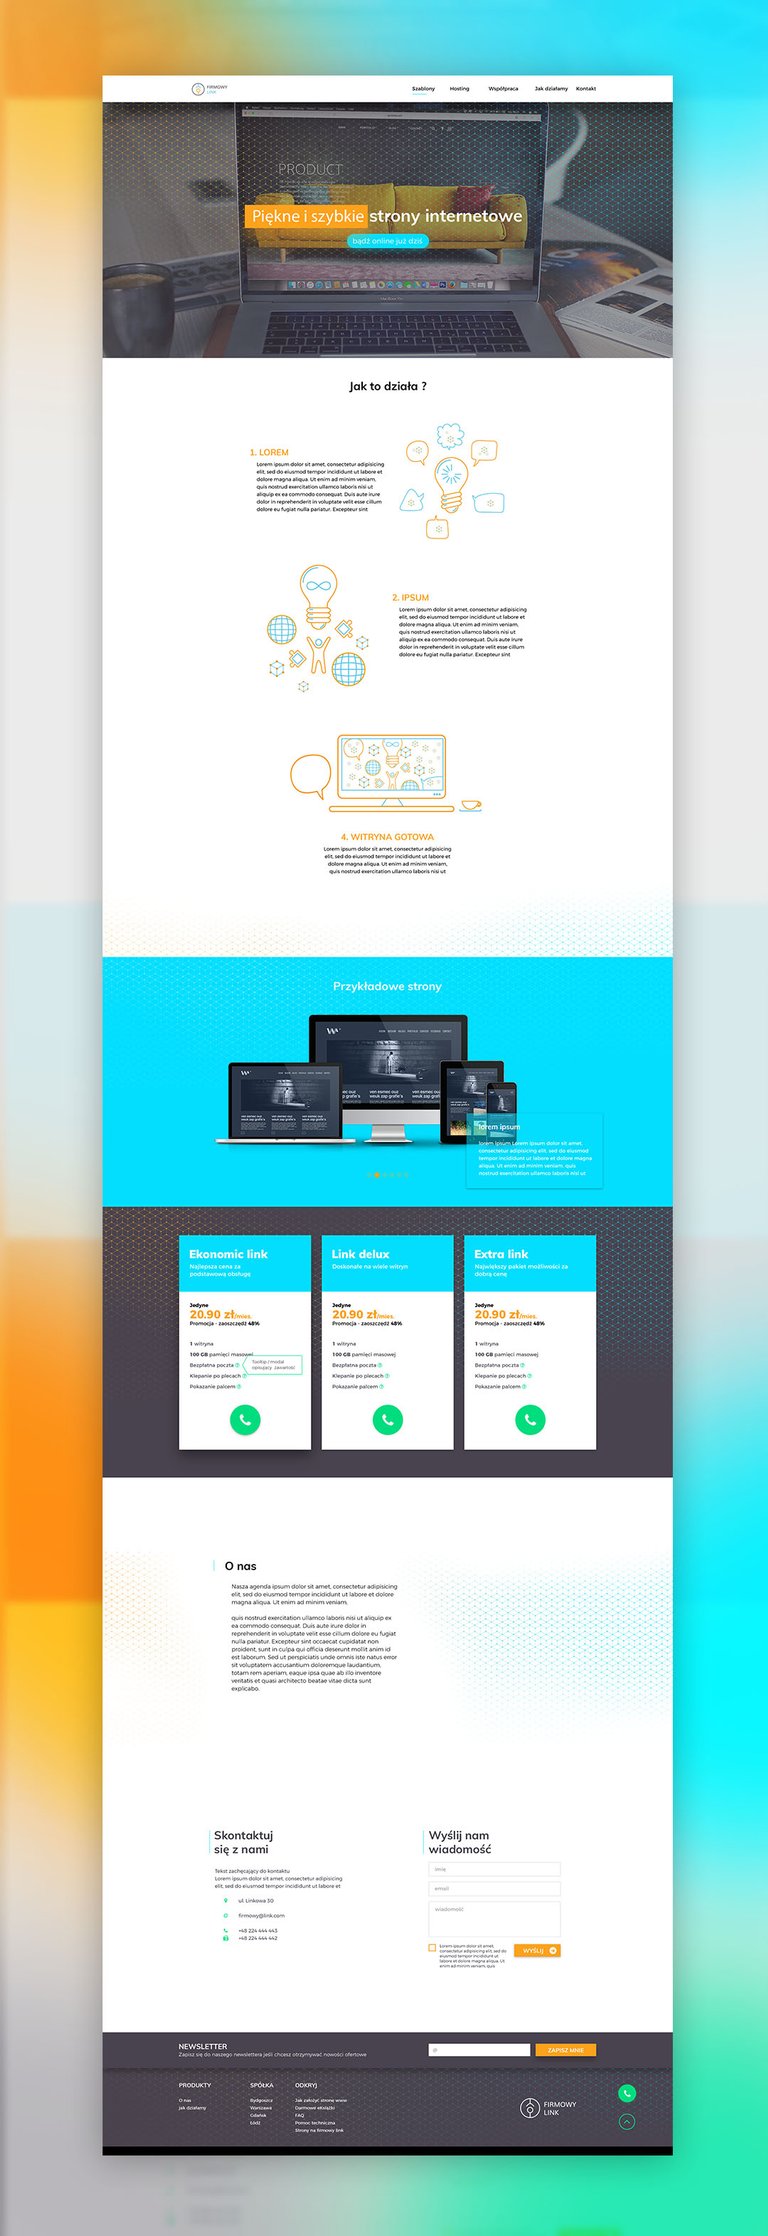 FIRMOWY
LINK
Szablony Hosting Współpraca Jak działamy Kontakt
PRODUCT
Piękne i szybkie strony internetowe
bądź online już dziś
Jak to działa ?
1. LOREM
Lorem ipsum dolor sit amet, consectetur adipisicing
elit, sed do eiusmod tempor incididunt ut labore et
dolore magna aliqua. Ut enim ad minim veniam,
quis nostrud exercitation ullamco laboris nisi ut
aliquip ex ea commodo consequat. Duis aute irure
dolor in reprehenderit in voluptate velit esse cillum
dolore eu fugiat nulla pariatur. Excepteur sint
2. IPSUM
Lorem ipsum dolor sit amet, consectetur adipisicing
elit, sed do eiusmod tempor incididunt ut labore et
dolore magna aliqua. Ut enim ad minim veniam,
quis nostrud exercitation ullamco laboris nisi ut
aliquip ex ea commodo consequat. Duis aute irure
dolor in reprehenderit in voluptate velit esse cillum
dolore eu fugiat nulla pariatur. Excepteur sint
4. WITRYNA GOTOWA
Lorem ipsum dolor sit amet, consectetur adipisicing
elit, sed do eiusmod tempor incididunt ut labore et
dolore magna aliqua. Ut enim ad minim veniam,
quis nostrud exercitation ullamco laboris nisi ut
Przykładowe strony
lorem ipsum
lorem ipsum Lorem ipsum dolor
sit amet, consectetur adipisicing
elit, sed do eiusmod
tempor incididunt ut labore et dolore magna
aliqua. Ut enim ad minim veniam, quis
nostrud exercitation ullamco laboris nisi ut
Ekonomic link
Najlepsza cena za
podstawową obsługę
Jedyne
20.90 zł/mies.
Promocja - zaoszczędź 48%
1 witryna
100 GB pamięci masowej
Bezpłatna poczta
Klepanie po plecach
Pokazanie palcem
Tooltip / modal
opisujący zawartość
Link delux
Doskonałe na wiele witryn
Jedyne
20.90 zł/mies.
Promocja - zaoszczędź 48%
1 witryna
100 GB pamięci masowej
Bezpłatna poczta
Klepanie po plecach
Pokazanie palcem
Extra link
Największy pakiet możliwości za
dobrą cenę
Jedyne
20.90 zł/mies.
Promocja - zaoszczędź 48%
1 witryna
100 GB pamięci masowej
Bezpłatna poczta
Klepanie po plecach
Pokazanie palcem
O nas
Nasza agenda ipsum dolor sit amet, consectetur adipisicing
elit, sed do eiusmod tempor incididunt ut labore et dolore
magna aliqua. Ut enim ad minim veniam,
quis nostrud exercitation ullamco laboris nisi ut aliquip ex
ea commodo consequat. Duis aute irure dolor in
reprehenderit in voluptate velit esse cillum dolore eu fugiat
nulla pariatur. Excepteur sint occaecat cupidatat non
proident, sunt in culpa qui officia deserunt mollit anim id
est laborum. Sed ut perspiciatis unde omnis iste natus error
sit voluptatem accusantium doloremque laudantium,
totam rem aperiam, eaque ipsa quae ab illo inventore
veritatis et quasi architecto beatae vitae dicta sunt
explicabo.
Skontaktuj
się z nami
Tekst zachęcający do kontaktu
Lorem ipsum dolor sit amet, consectetur adipisicing
elit, sed do eiusmod tempor incididunt ut labore et
ul. Linkowa 30
firmowy@link.com
+48 224 444 443
+48 224 444 442
Wyślij nam
wiadomość
imię
email
wiadomość
Lorem ipsum dolor sit amet,
consectetur adipisicing elit, sed do
eiusmod tempor incididunt ut
labore et dolore magna aliqua. Ut
enim ad minim veniam, quis
WYŚLIJ
NEWSLETTER
Zapisz się do naszego newslettera jeśli chcesz otrzymywać nowości ofertowe
@
ZAPISZ MNIE
PRODUKTY
O nas
Jak działamy
SPÓŁKA
Bydgoszcz
Warszawa
Gdańsk
Łódź
ODKRYJ
Jak założyć stronę www
Darmowe eKsiążki
FAQ
Pomoc techniczna
Strony na firmowy link
FIRMOWY
LINK